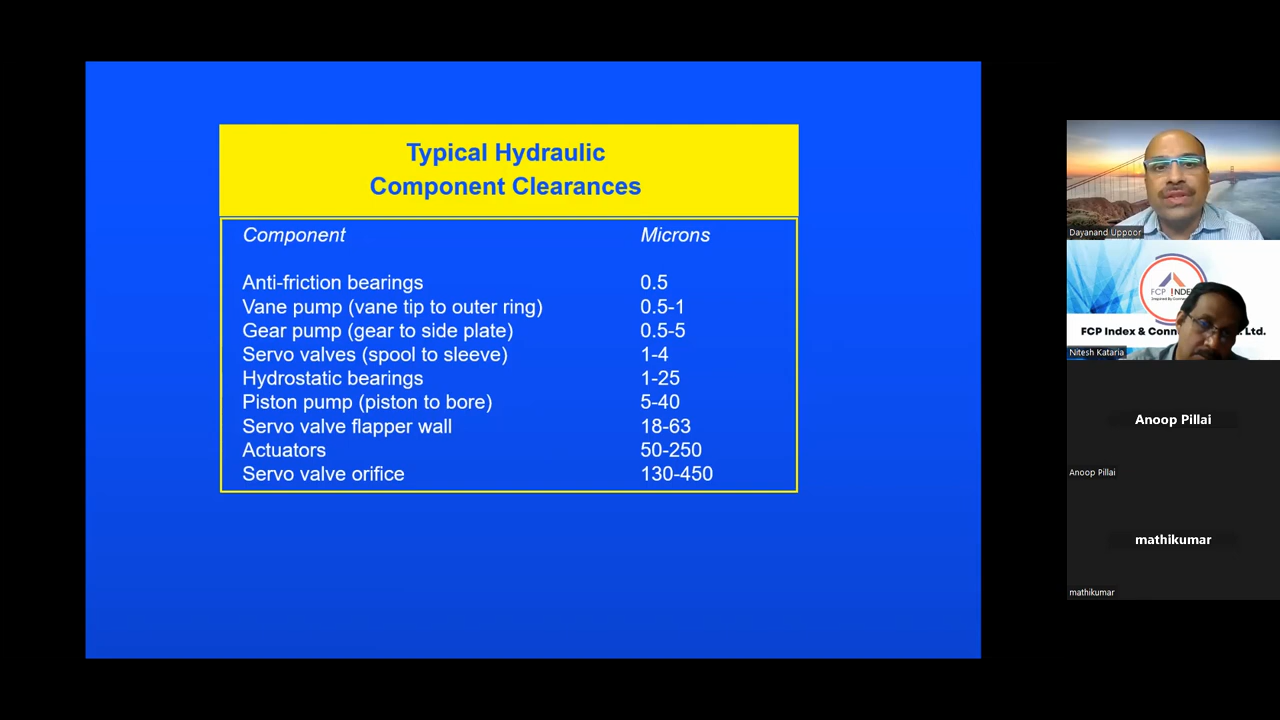 Typical Hydraulic
Component Clearances
Component Microns
Anti-friction bearings 0.5
Vane pump (vane tip to outer ring) 0.5-1
Gear pump (gear to side plate) 0.5-5
Servo valves (spool to sleeve) 1-4
Hydrostatic bearings 1-25
Piston pump (piston to bore) 5-40
Servo valve flapper wall 18-63
Actuators 50-250
Servo valve orifice 130-450
Dayanand Uppoor
FCP INDE
FCP Index & Conn Ltd.
Nitesh Kataria
Anoop Pillai
Anoop Pillai
mathikumar
mathikumar